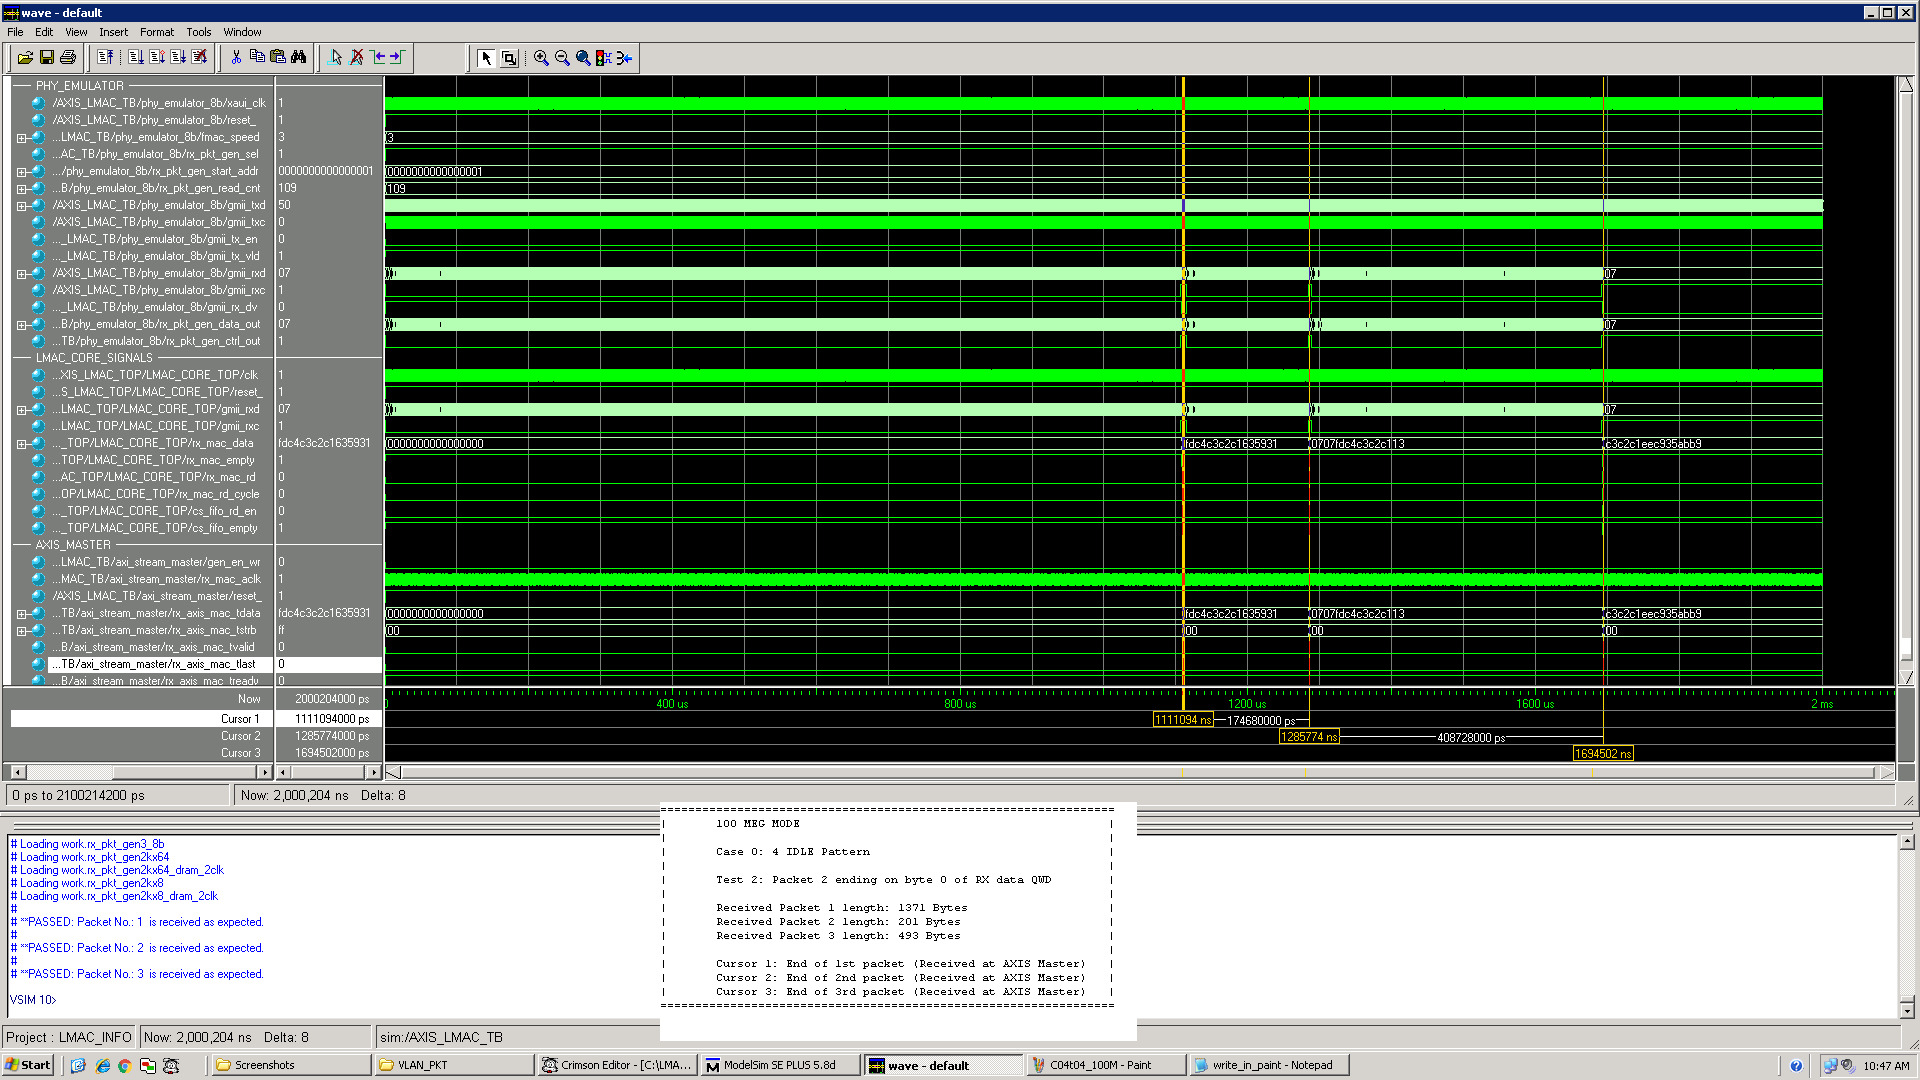 wave - default
File Edit View Insert Format Tools Window
PHY_EMULATOR
/AXIS_LMAC_TB/phy_emulator_8b/xaui_clk 1
/AXIS_LMAC_TB/phy_emulator_8b/reset_ 1
...LMAC_TB/phy_emulator_8b/fmac_speed 3 3
...AC_TB/phy_emulator_8b/rx_pkt_gen_sel 1
.../phy_emulator_8b/rx_pkt_gen_start_addr 0000000000000001 0000000000000001
...B/phy_emulator_8b/rx_pkt_gen_read_cnt 109 109
/AXIS_LMAC_TB/phy_emulator_8b/gmii_txd 50
/AXIS_LMAC_TB/phy_emulator_8b/gmii_txc 0
..._LMAC_TB/phy_emulator_8b/gmii_tx_en 0
..._LMAC_TB/phy_emulator_8b/gmii_tx_vld 1
/AXIS_LMAC_TB/phy_emulator_8b/gmii_rxd 07 07
/AXIS_LMAC_TB/phy_emulator_8b/gmii_rxc 1
..._LMAC_TB/phy_emulator_8b/gmii_rx_dv 0
...B/phy_emulator_8b/rx_pkt_gen_data_out 07 07
...TB/phy_emulator_8b/rx_pkt_gen_ctrl_out 1
LMAC_CORE_SIGNALS
...XIS_LMAC_TOP/LMAC_CORE_TOP/clk 1
...S_LMAC_TOP/LMAC_CORE_TOP/reset_ 1
...LMAC_TOP/LMAC_CORE_TOP/gmii_rxd 07 07
...LMAC_TOP/LMAC_CORE_TOP/gmii_rxc 1
..._TOP/LMAC_CORE_TOP/rx_mac_data fdc4c3c2c1635931 0000000000000000 fdc4c3c2c1635931 0707fdc4c3c2c113 c3c2c1eec935abb9
...TOP/LMAC_CORE_TOP/rx_mac_empty 1
...AC_TOP/LMAC_CORE_TOP/rx_mac_rd 0
...OP/LMAC_CORE_TOP/rx_mac_rd_cycle 0
..._TOP/LMAC_CORE_TOP/cs_fifo_rd_en 0
..._TOP/LMAC_CORE_TOP/cs_fifo_empty 1
AXIS_MASTER
...LMAC_TB/axi_stream_master/gen_en_wr 0
...MAC_TB/axi_stream_master/rx_mac_aclk 1
/AXIS_LMAC_TB/axi_stream_master/reset_ 1
...TB/axi_stream_master/rx_axis_mac_tdata fdc4c3c2c1635931 0000000000000000 fdc4c3c2c1635931 0707fdc4c3c2c113 c3c2c1eec935abb9
...TB/axi_stream_master/rx_axis_mac_tstrb ff 00 00 00 00
...B/axi_stream_master/rx_axis_mac_tvalid 0
...TB/axi_stream_master/rx_axis_mac_tlast 0
...B/axi_stream_master/rx_axis_mac_tready 0
Now 2000204000 ps 400 us 800 us 1200 us 1600 us 2 ms
Cursor 1 1111094000 ps 1111094 ns 174680000 ps
Cursor 2 1285774000 ps 1285774 ns 408728000 ps
Cursor 3 1694502000 ps 1694502 ns
0 ps to 2100214200 ps Now: 2,000,204 ns Delta: 8
# Loading work.rx_pkt_gen3_8b
# Loading work.rx_pkt_gen2kx64
# Loading work.rx_pkt_gen2kx64_dram_2clk
# Loading work.rx_pkt_gen2kx8
# Loading work.rx_pkt_gen2kx8_dram_2clk
#
# **PASSED: Packet No.: 1 is received as expected.
#
# **PASSED: Packet No.: 2 is received as expected.
#
# **PASSED: Packet No.: 3 is received as expected.
VSIM 10>
100 MEG MODE
Case 0: 4 IDLE Pattern
Test 2: Packet 2 ending on byte 0 of RX data QWD
Received Packet 1 length: 1371 Bytes
Received Packet 2 length: 201 Bytes
Received Packet 3 length: 493 Bytes
Cursor 1: End of 1st packet (Received at AXIS Master)
Cursor 2: End of 2nd packet (Received at AXIS Master)
Cursor 3: End of 3rd packet (Received at AXIS Master)
Project : LMAC_INFO Now: 2,000,204 ns Delta: 8 sim:/AXIS_LMAC_TB
Start Screenshots VLAN_PKT Crimson Editor - [C:\LMA... ModelSim SE PLUS 5.8d wave - default C04t04_100M - Paint write_in_paint - Notepad 10:47 AM